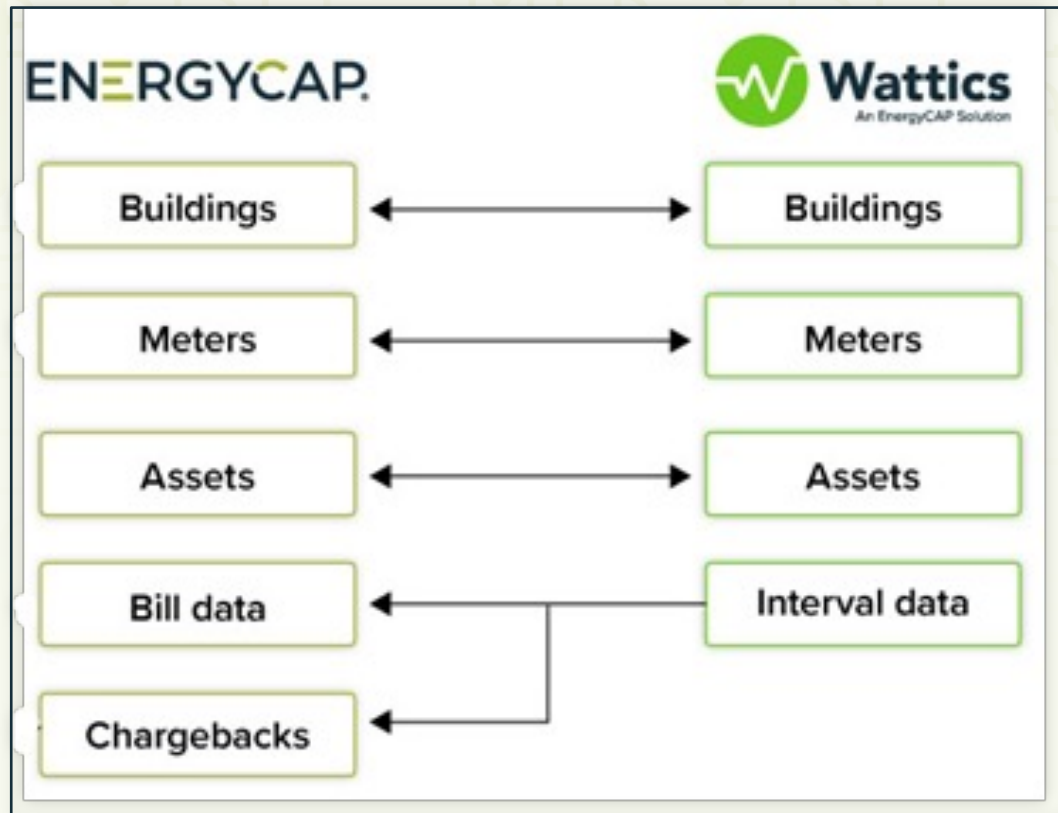 ENERGYCAP.
Wattics
An EnergyCAP Solution
Buildings
Buildings
Meters
Meters
Assets
Assets
Bill data
Interval data
Chargebacks